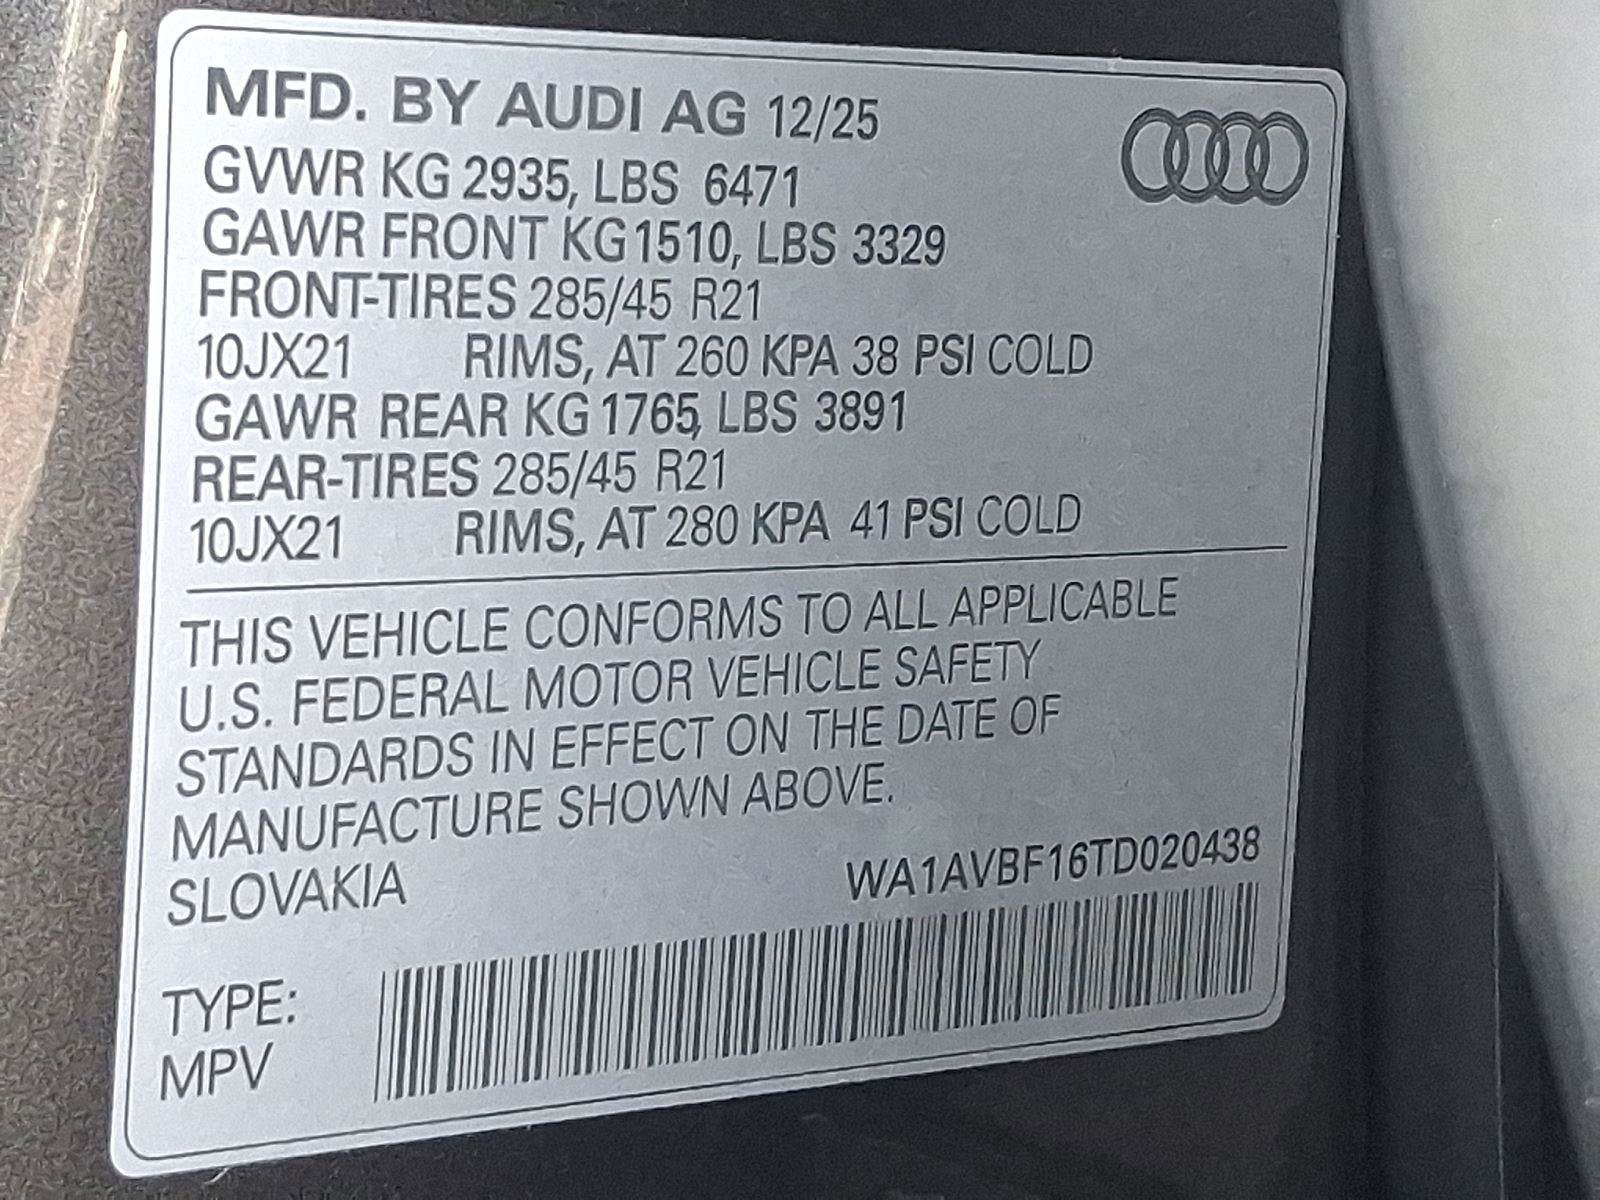 MFD. BY AUDI AG 12/25
GVWR KG 2935, LBS 6471
GAWR FRONT KG 1510, LBS 3329
FRONT-TIRES 285/45 R21
10JX21 RIMS, AT 260 KPA 38 PSI COLD
GAWR REAR KG 1765, LBS 3891
REAR-TIRES 285/45 R21
10JX21 RIMS, AT 280 KPA 41 PSI COLD
THIS VEHICLE CONFORMS TO ALL APPLICABLE
U.S. FEDERAL MOTOR VEHICLE SAFETY
STANDARDS IN EFFECT ON THE DATE OF
MANUFACTURE SHOWN ABOVE.
SLOVAKIA WA1AVBF16TD020438
TYPE:
MPV